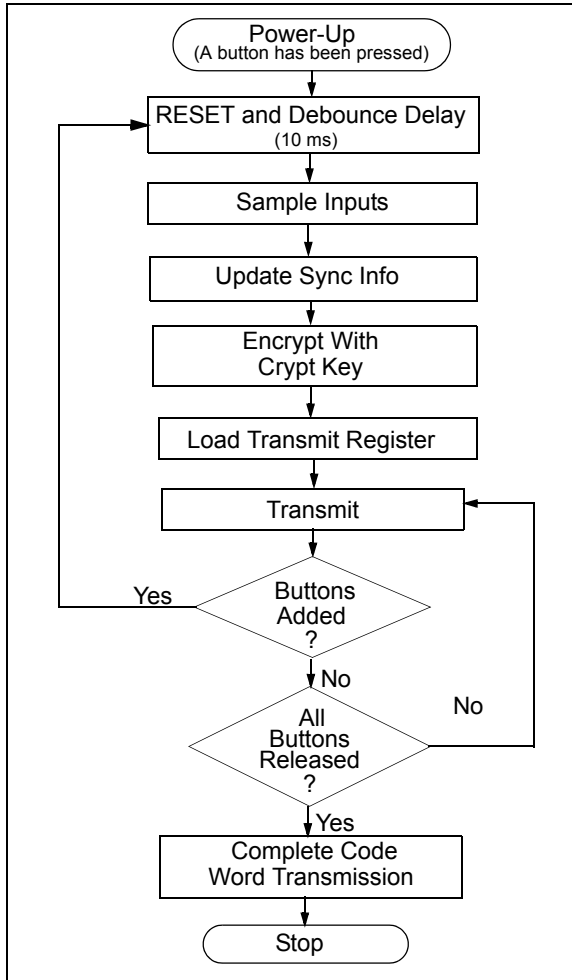 Power-Up
(A button has been pressed)
RESET and Debounce Delay
(10 ms)
Sample Inputs
Update Sync Info
Encrypt With
Crypt Key
Load Transmit Register
Transmit
Yes
Buttons
Added
?
No
No
All
Buttons
Released
?
Yes
Complete Code
Word Transmission
Stop